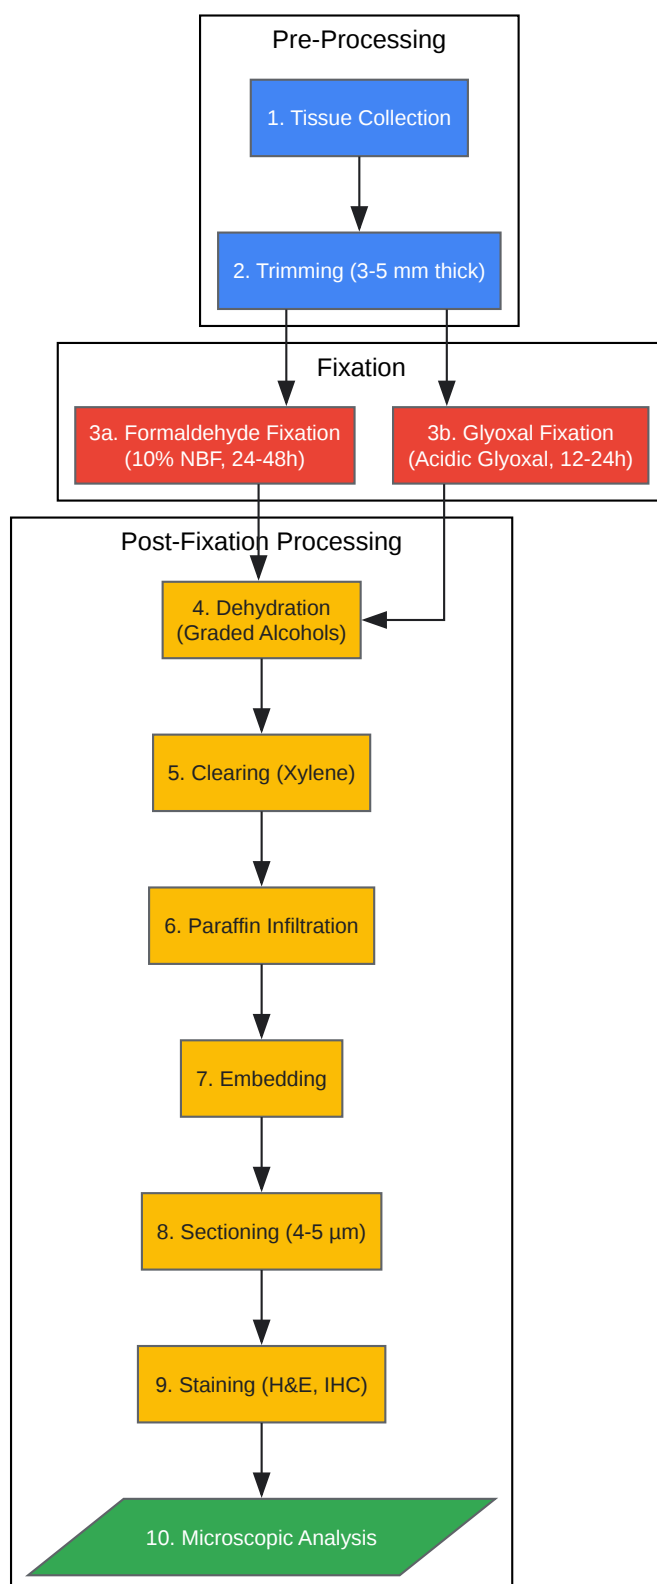 Pre-Processing
1. Tissue Collection
2. Trimming (3-5 mm thick)
Fixation
3a. Formaldehyde Fixation
(10% NBF, 24-48h)
3b. Glyoxal Fixation
(Acidic Glyoxal, 12-24h)
Post-Fixation Processing
4. Dehydration
(Graded Alcohols)
5. Clearing (Xylene)
6. Paraffin Infiltration
7. Embedding
8. Sectioning (4-5 µm)
9. Staining (H&E, IHC)
10. Microscopic Analysis